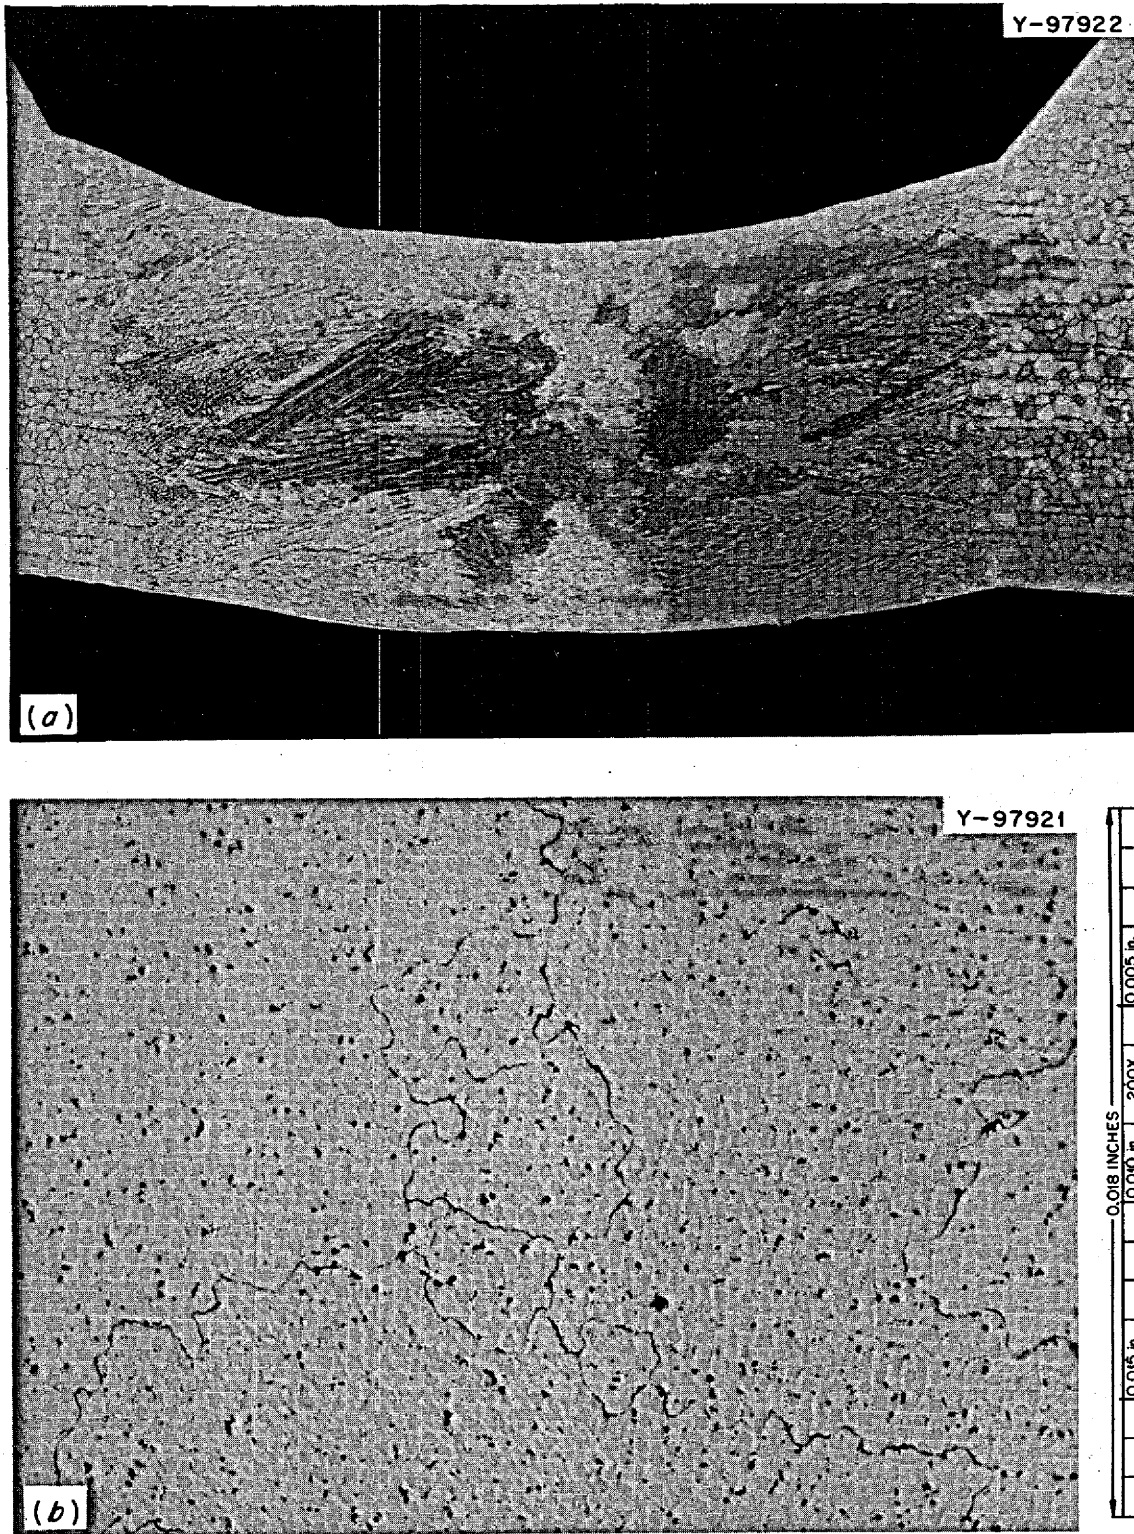 Y-97922
(a)
Y-97921
(b)
0.018 INCHES
0.005 in.
200X
0.010 in.
0.015 in.